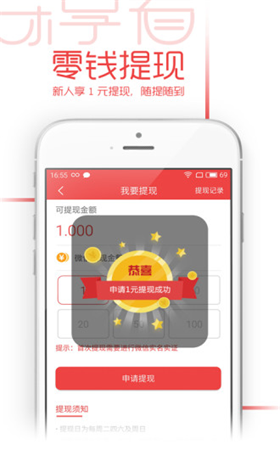 零钱提现
新人享1元提现，随提随到
16:55
69
我要提现
提现记录
可提现金额
1.000
恭喜
申请1元提现成功
20
提示：首次提现需要进行微信实名实证
申请提现
提现须知